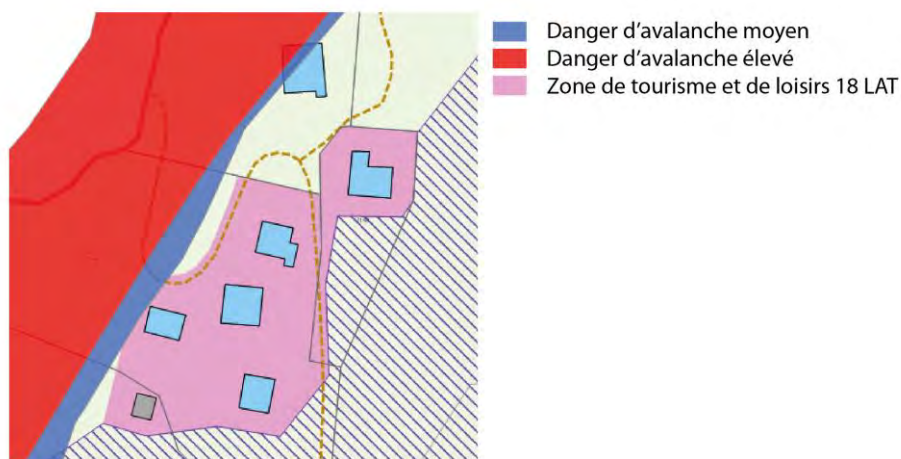 Danger d'avalanche moyen
Danger d'avalanche élevé
Zone de tourisme et de loisirs 18 LAT